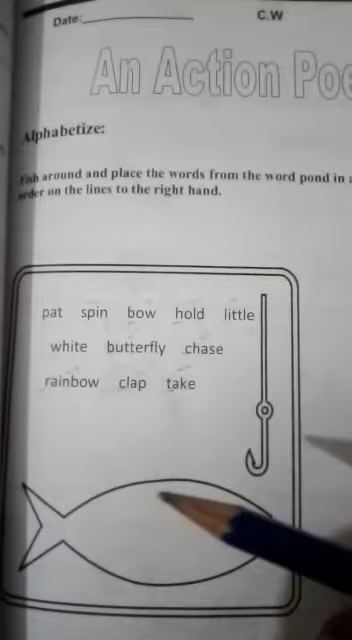 Date: C.W
An Action Poe
Alphabetize:
Fish around and place the words from the word pond in a
order on the lines to the right hand.
pat spin bow hold little
white butterfly chase
rainbow clap take